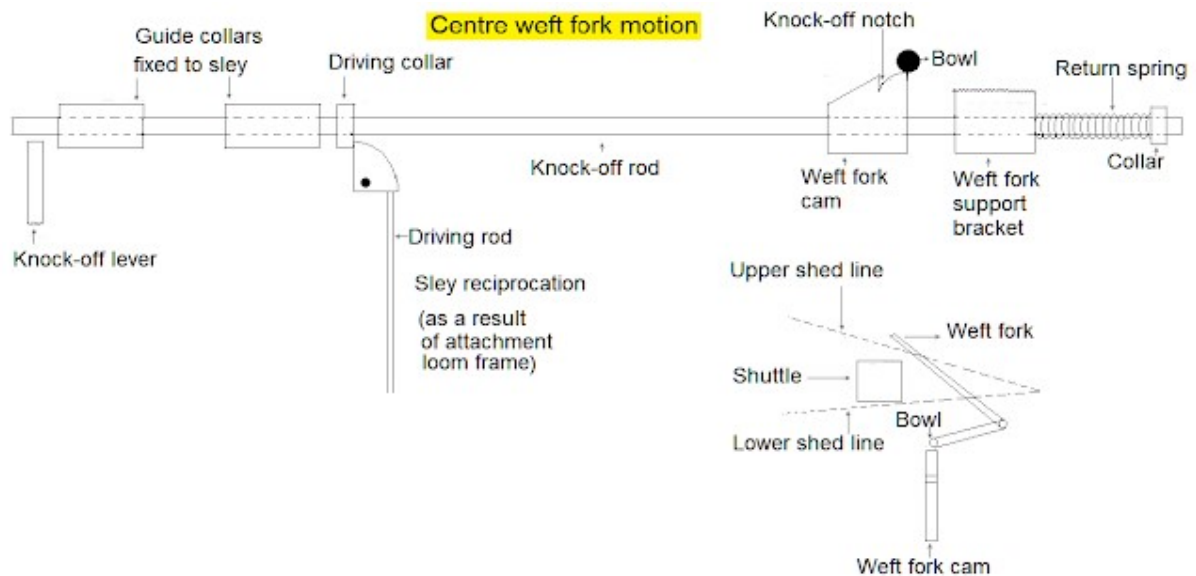 Centre weft fork motion
Guide collars
fixed to sley
Driving collar
Knock-off notch
Bowl
Return spring
Knock-off rod
Weft fork
cam
Weft fork
support
bracket
Collar
Knock-off lever
Driving rod
Sley reciprocation
(as a result
of attachment
loom frame)
Upper shed line
Weft fork
Shuttle
Bowl
Lower shed line
Weft fork cam